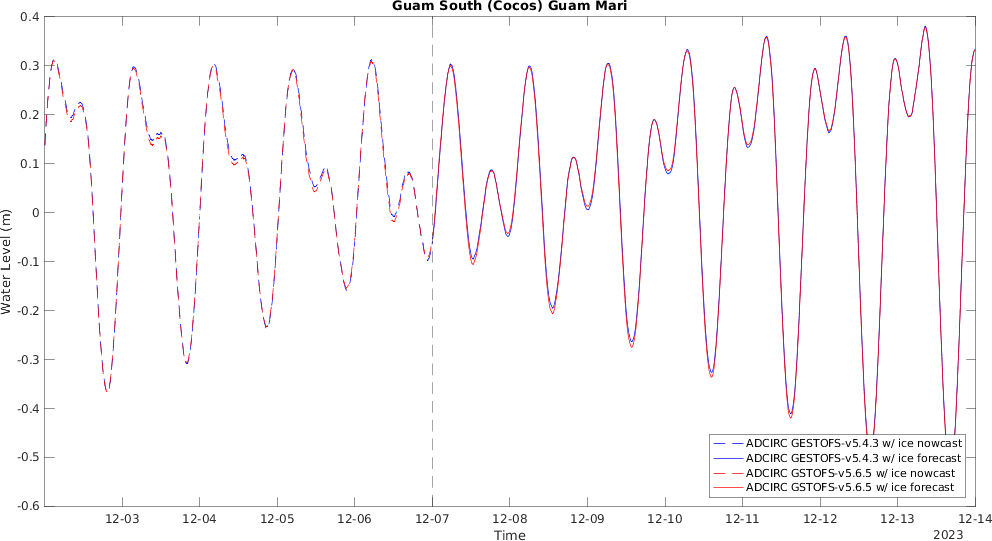 Guam South (Cocos) Guam Mari
Water Level (m)
0.4
0.3
0.2
0.1
0
-0.1
-0.2
-0.3
-0.4
-0.5
-0.6
ADCIRC GESTOFS-v5.4.3 w/ ice nowcast
ADCIRC GESTOFS-v5.4.3 w/ ice forecast
ADCIRC GSTOFS-v5.6.5 w/ ice nowcast
ADCIRC GSTOFS-v5.6.5 w/ ice forecast
12-03 12-04 12-05 12-06 12-07 12-08 12-09 12-10 12-11 12-12 12-13 12-14
Time
2023